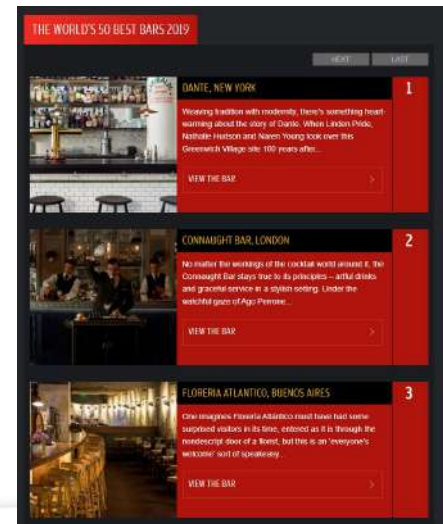 THE WORLD'S 50 BEST BARS 2019
NEXT
LAST
DANTE, NEW YORK
1
Weaving tradition with modernity, there's something heart-
warming about the story of Dante. When Linden Pride,
Nathalie Hudson and Naren Young took over this
Greenwich Village site 100 years after...
VIEW THE BAR
CONNAUGHT BAR, LONDON
2
No matter the workings of the cocktail world around it, the
Connaught Bar stays true to its principles – artful drinks
and graceful service in a stylish setting. Under the
watchful gaze of Ago Perrone...
VIEW THE BAR
FLORERIA ATLANTICO, BUENOS AIRES
3
One imagines Florería Atlántico must have had some
surprised visitors in its time, entered as it is through the
nondescript door of a florist, but this is an 'everyone's
welcome' sort of speakeasy...
VIEW THE BAR